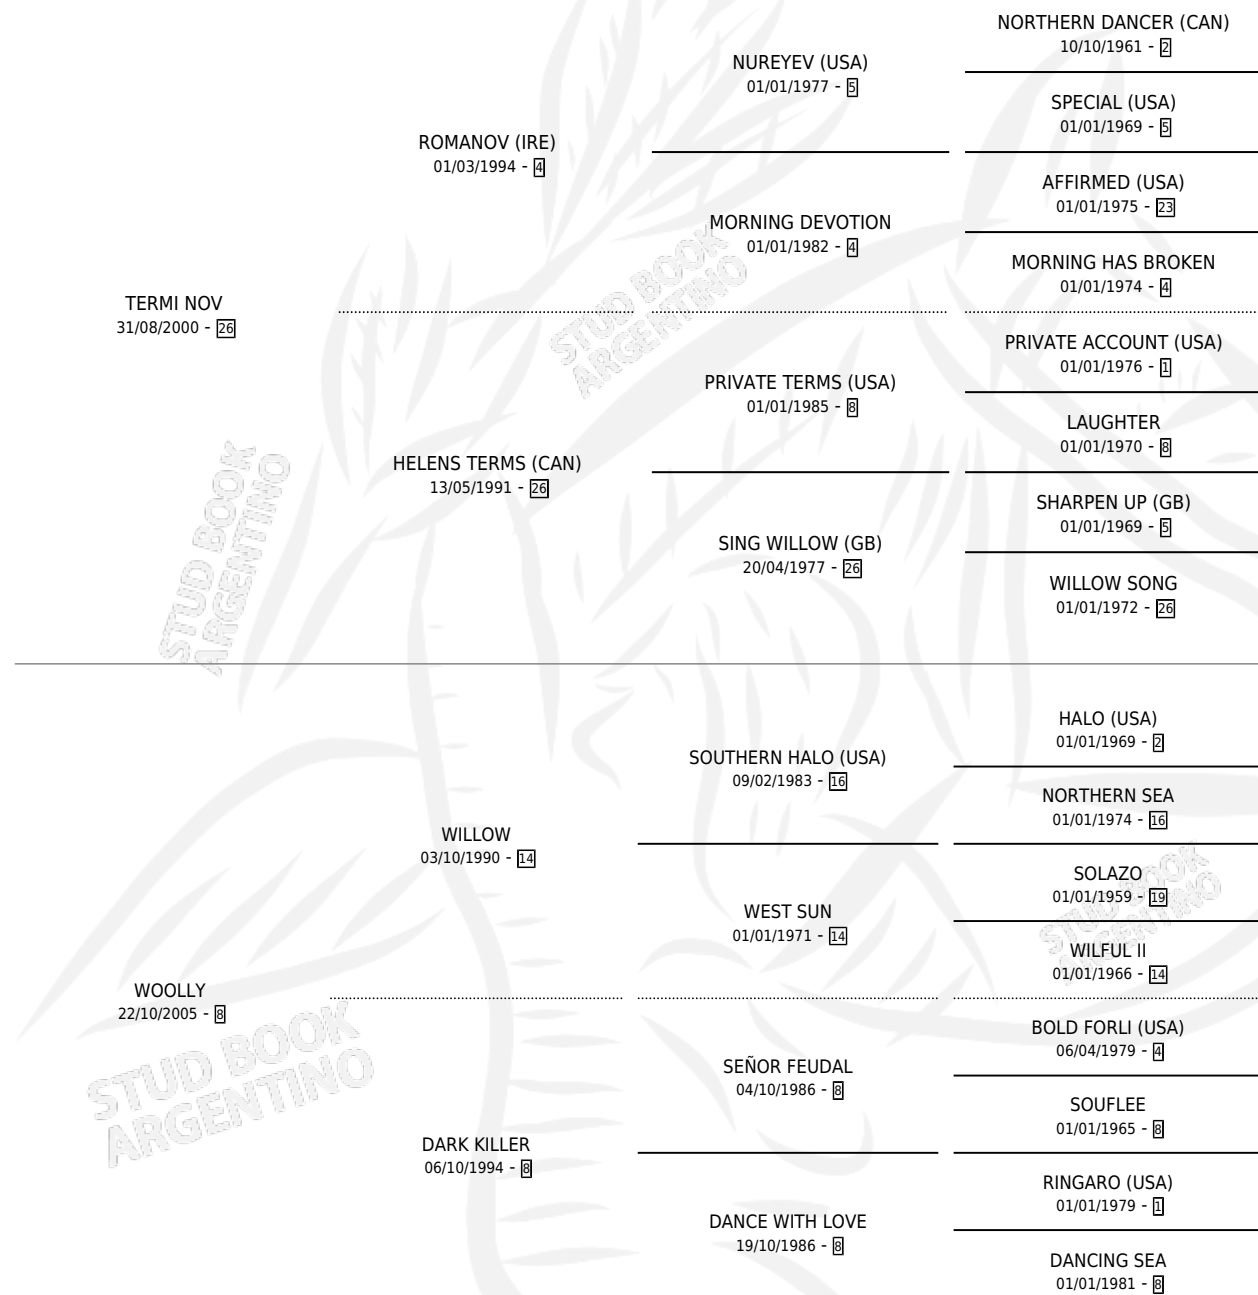 NORTHERN DANCER (CAN)
10/10/1961 - 2
NUREYEV (USA)
01/01/1977 - 5
SPECIAL (USA)
01/01/1969 - 5
ROMANOV (IRE)
01/03/1994 - 4
AFFIRMED (USA)
01/01/1975 - 23
MORNING DEVOTION
01/01/1982 - 4
MORNING HAS BROKEN
01/01/1974 - 4
TERMI NOV
31/08/2000 - 26
PRIVATE ACCOUNT (USA)
01/01/1976 - 1
PRIVATE TERMS (USA)
01/01/1985 - 8
LAUGHTER
01/01/1970 - 8
HELENS TERMS (CAN)
13/05/1991 - 26
SHARPEN UP (GB)
01/01/1969 - 5
SING WILLOW (GB)
20/04/1977 - 26
WILLOW SONG
01/01/1972 - 26
HALO (USA)
01/01/1969 - 2
SOUTHERN HALO (USA)
09/02/1983 - 16
NORTHERN SEA
01/01/1974 - 16
WILLOW
03/10/1990 - 14
SOLAZO
01/01/1959 - 19
WEST SUN
01/01/1971 - 14
WILFUL II
01/01/1966 - 14
WOOLLY
22/10/2005 - 8
BOLD FORLI (USA)
06/04/1979 - 4
SEÑOR FEUDAL
04/10/1986 - 8
SOUFLEE
01/01/1965 - 8
DARK KILLER
06/10/1994 - 8
RINGARO (USA)
01/01/1979 - 1
DANCE WITH LOVE
19/10/1986 - 8
DANCING SEA
01/01/1981 - 8
STUD BOOK
ARGENTINO
STUD BOOK
ARGENTINO
STUD BOOK
ARGENTINO
STUD BOOK
ARGENTINO